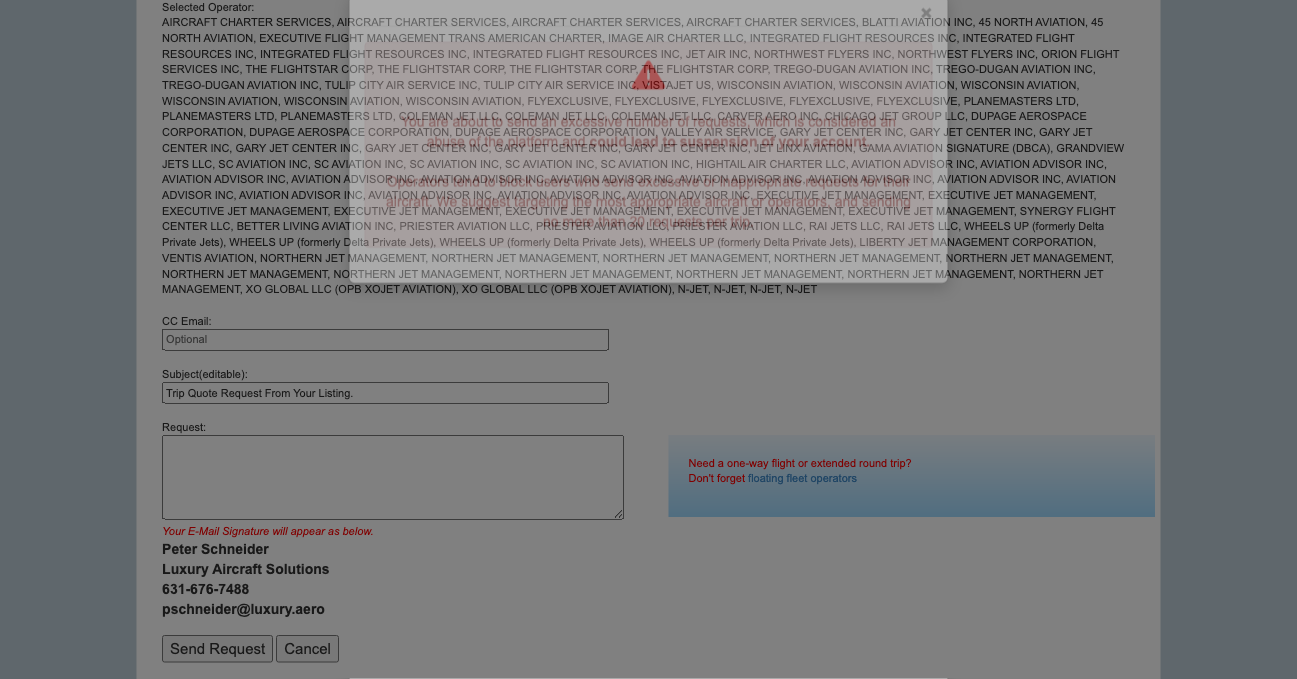 Selected Operator:
AIRCRAFT CHARTER SERVICES, AIRCRAFT CHARTER SERVICES, AIRCRAFT CHARTER SERVICES, AIRCRAFT CHARTER SERVICES, BLATTI AVIATION INC, 45 NORTH AVIATION, 45
NORTH AVIATION, EXECUTIVE FLIGHT MANAGEMENT TRANS AMERICAN CHARTER, IMAGE AIR CHARTER LLC, INTEGRATED FLIGHT RESOURCES INC, INTEGRATED FLIGHT
RESOURCES INC, INTEGRATED FLIGHT RESOURCES INC, INTEGRATED FLIGHT RESOURCES INC, JET AIR INC, NORTHWEST FLYERS INC, NORTHWEST FLYERS INC, ORION FLIGHT
SERVICES INC, THE FLIGHTSTAR CORP, THE FLIGHTSTAR CORP, THE FLIGHTSTAR CORP, THE FLIGHTSTAR CORP, TREGO-DUGAN AVIATION INC, TREGO-DUGAN AVIATION INC,
TREGO-DUGAN AVIATION INC, TULIP CITY AIR SERVICE INC, TULIP CITY AIR SERVICE INC, VISTAJET US, WISCONSIN AVIATION, WISCONSIN AVIATION, WISCONSIN AVIATION,
WISCONSIN AVIATION, WISCONSIN AVIATION, WISCONSIN AVIATION, FLYEXCLUSIVE, FLYEXCLUSIVE, FLYEXCLUSIVE, FLYEXCLUSIVE, FLYEXCLUSIVE, PLANEMASTERS LTD,
PLANEMASTERS LTD, PLANEMASTERS LTD, COLEMAN JET LLC, COLEMAN JET LLC, COLEMAN JET LLC, CARVER AERO INC, CHICAGO JET GROUP LLC, DUPAGE AEROSPACE
You are about to send an excessive number of requests, which is considered an
CORPORATION, DUPAGE AEROSPACE CORPORATION, DUPAGE AEROSPACE CORPORATION, VALLEY AIR SERVICE, GARY JET CENTER INC, GARY JET CENTER INC, GARY JET
abuse of the platform and could lead to suspension of your account.
CENTER INC, GARY JET CENTER INC, GARY JET CENTER INC, GARY JET CENTER INC, GARY JET CENTER INC, JET LINX AVIATION, GAMA AVIATION SIGNATURE (DBCA), GRANDVIEW
JETS LLC, SC AVIATION INC, SC AVIATION INC, SC AVIATION INC, SC AVIATION INC, SC AVIATION INC, HIGHTAIL AIR CHARTER LLC, AVIATION ADVISOR INC, AVIATION ADVISOR INC,
AVIATION ADVISOR INC, AVIATION ADVISOR INC, AVIATION ADVISOR INC, AVIATION ADVISOR INC, AVIATION ADVISOR INC, AVIATION ADVISOR INC, AVIATION ADVISOR INC, AVIATION
Operators tend to block users who send excessive or inappropriate requests for their
ADVISOR INC, AVIATION ADVISOR INC, AVIATION ADVISOR INC, AVIATION ADVISOR INC, AVIATION ADVISOR INC, EXECUTIVE JET MANAGEMENT, EXECUTIVE JET MANAGEMENT,
aircraft. We suggest targeting the most appropriate aircraft or operators, and sending
EXECUTIVE JET MANAGEMENT, EXECUTIVE JET MANAGEMENT, EXECUTIVE JET MANAGEMENT, EXECUTIVE JET MANAGEMENT, EXECUTIVE JET MANAGEMENT, SYNERGY FLIGHT
no more than 20 requests per trip.
CENTER LLC, BETTER LIVING AVIATION INC, PRIESTER AVIATION LLC, PRIESTER AVIATION LLC, PRIESTER AVIATION LLC, RAI JETS LLC, RAI JETS LLC, WHEELS UP (formerly Delta
Private Jets), WHEELS UP (formerly Delta Private Jets), WHEELS UP (formerly Delta Private Jets), WHEELS UP (formerly Delta Private Jets), LIBERTY JET MANAGEMENT CORPORATION,
VENTIS AVIATION, NORTHERN JET MANAGEMENT, NORTHERN JET MANAGEMENT, NORTHERN JET MANAGEMENT, NORTHERN JET MANAGEMENT, NORTHERN JET MANAGEMENT,
NORTHERN JET MANAGEMENT, NORTHERN JET MANAGEMENT, NORTHERN JET MANAGEMENT, NORTHERN JET MANAGEMENT, NORTHERN JET MANAGEMENT, NORTHERN JET
MANAGEMENT, XO GLOBAL LLC (OPB XOJET AVIATION), XO GLOBAL LLC (OPB XOJET AVIATION), N-JET, N-JET, N-JET, N-JET
CC Email:
Optional
Subject(editable):
Trip Quote Request From Your Listing.
Request:
Need a one-way flight or extended round trip?
Don't forget floating fleet operators
Your E-Mail Signature will appear as below.
Peter Schneider
Luxury Aircraft Solutions
631-676-7488
pschneider@luxury.aero
Send Request Cancel